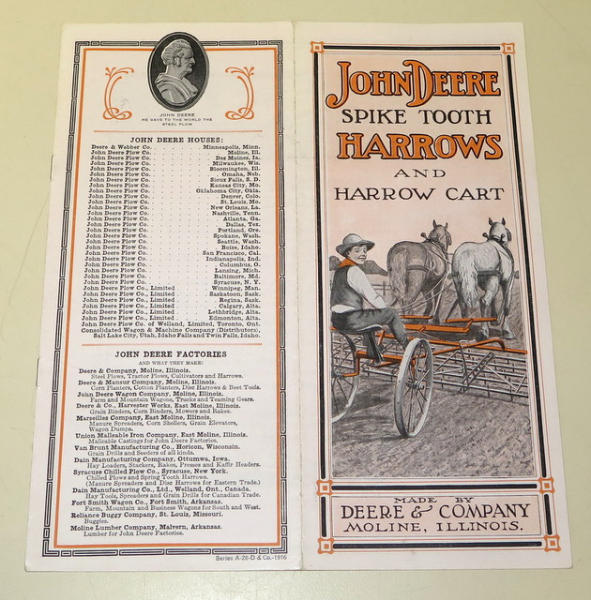 JOHN DEERE
HE GAVE TO THE WORLD THE
STEEL PLOW
JOHN DEERE HOUSES:
Deere & Webber Co. . . . Minneapolis, Minn.
John Deere Plow Co. . . . Moline, Ill.
John Deere Plow Co. . . . Des Moines, Ia.
John Deere Plow Co. . . . Milwaukee, Wis.
John Deere Plow Co. . . . Bloomington, Ill.
John Deere Plow Co. . . . Omaha, Neb.
John Deere Plow Co. . . . Sioux Falls, S. D.
John Deere Plow Co. . . . Kansas City, Mo.
John Deere Plow Co. . . . Oklahoma City, Okla.
John Deere Plow Co. . . . Denver, Colo.
John Deere Plow Co. . . . St. Louis, Mo.
John Deere Plow Co. . . . New Orleans, La.
John Deere Plow Co. . . . Nashville, Tenn.
John Deere Plow Co. . . . Atlanta, Ga.
John Deere Plow Co. . . . Dallas, Tex.
John Deere Plow Co. . . . Portland, Ore.
John Deere Plow Co. . . . Spokane, Wash.
John Deere Plow Co. . . . Seattle, Wash.
John Deere Plow Co. . . . Boise, Idaho.
John Deere Plow Co. . . . San Francisco, Cal.
John Deere Plow Co. . . . Indianapolis, Ind.
John Deere Plow Co. . . . Columbus, O.
John Deere Plow Co. . . . Lansing, Mich.
John Deere Plow Co. . . . Baltimore, Md.
John Deere Plow Co. . . . Syracuse, N. Y.
John Deere Plow Co., Limited . . . Winnipeg, Man.
John Deere Plow Co., Limited . . . Saskatoon, Sask.
John Deere Plow Co., Limited . . . Regina, Sask.
John Deere Plow Co., Limited . . . Calgary, Alta.
John Deere Plow Co., Limited . . . Lethbridge, Alta.
John Deere Plow Co., Limited . . . Edmonton, Alta.
John Deere Plow Co. of Welland, Limited, Toronto, Ont.
Consolidated Wagon & Machine Company (Distributors),
Salt Lake City, Utah, Idaho Falls and Twin Falls, Idaho.
JOHN DEERE FACTORIES
AND WHAT THEY MAKE:
Deere & Company, Moline, Illinois.
Steel Plows, Tractor Plows, Cultivators and Harrows.
Deere & Mansur Company, Moline, Illinois.
Corn Planters, Cotton Planters, Disc Harrows & Beet Tools.
John Deere Wagon Company, Moline, Illinois.
Farm and Mountain Wagons, Trucks and Teaming Gears.
Deere & Co., Harvester Works, East Moline, Illinois.
Grain Binders, Corn Binders, Mowers and Rakes.
Marseilles Company, East Moline, Illinois.
Manure Spreaders, Corn Shellers, Grain Elevators,
Wagon Dumps.
Union Malleable Iron Company, East Moline, Illinois.
Malleable Castings for John Deere Factories.
Van Brunt Manufacturing Co., Horicon, Wisconsin.
Grain Drills and Seeders of all kinds.
Dain Manufacturing Company, Ottumwa, Iowa.
Hay Loaders, Stackers, Rakes, Presses and Kaffir Headers.
Syracuse Chilled Plow Co., Syracuse, New York.
Chilled Plows and Spring Tooth Harrows.
(Manure Spreaders and Disc Harrows for Eastern Trade.)
Dain Manufacturing Co., Ltd., Welland, Ont., Canada.
Hay Tools, Spreaders and Grain Drills for Canadian Trade.
Fort Smith Wagon Co., Fort Smith, Arkansas.
Farm, Mountain and Business Wagons for South and West.
Reliance Buggy Company, St. Louis, Missouri.
Buggies.
Moline Lumber Company, Malvern, Arkansas.
Lumber for John Deere Factories.
Series A-26-D & Co.-1916
JOHN DEERE
SPIKE TOOTH
HARROWS
AND
HARROW CART
MADE BY
DEERE & COMPANY
MOLINE, ILLINOIS.